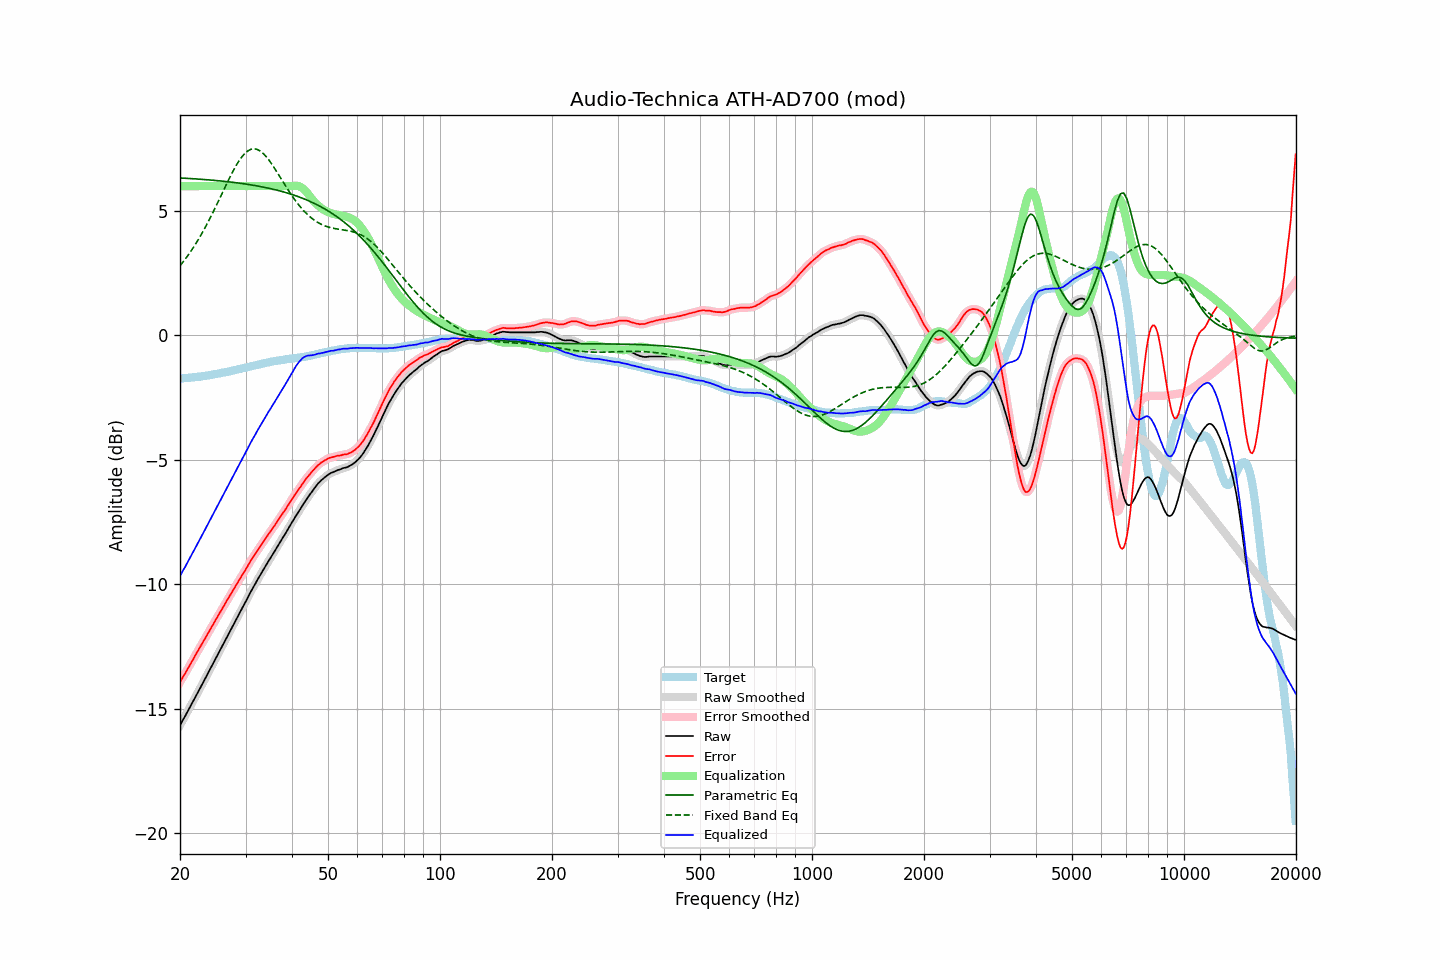 Audio-Technica ATH-AD700 (mod)
Amplitude (dBr)
5
0
−5
−10
−15
−20
Target
Raw Smoothed
Error Smoothed
Raw
Error
Equalization
Parametric Eq
Fixed Band Eq
Equalized
20 50 100 200 500 1000 2000 5000 10000 20000
Frequency (Hz)